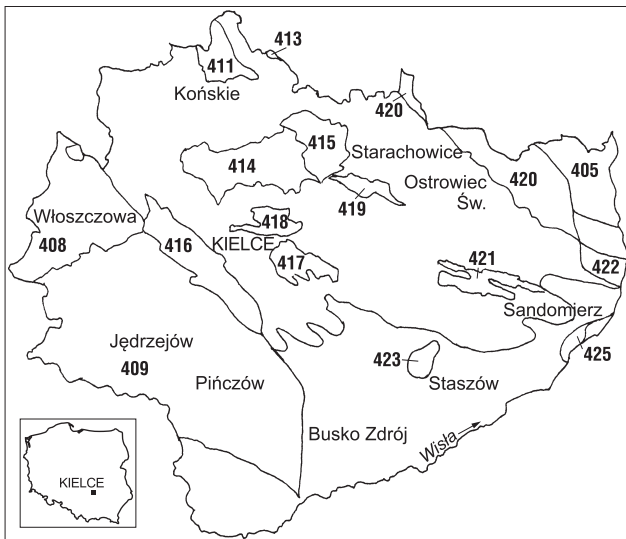 413
411
Końskie
420
415
Starachowice
414
405
Ostrowiec
Św.
420
419
Włoszczowa
408
418
KIELCE
416
417
421
422
Sandomierz
Jędrzejów
409
423
425
Pińczów
Staszów
Busko Zdrój
Wisła
KIELCE